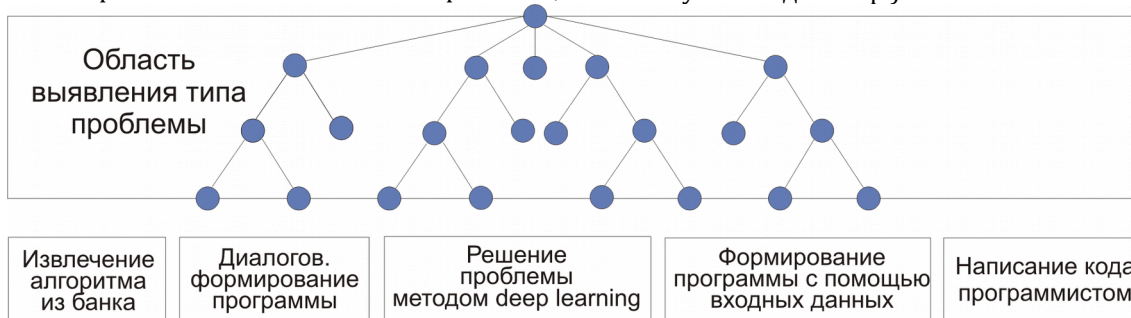 Область
выявления типа
проблемы
Извлечение
алгоритма
из банка
Диалогов.
формирование
программы
Решение
проблемы
методом deep learning
Формирование
программы с помощью
входных данных
Написание кода
программистом